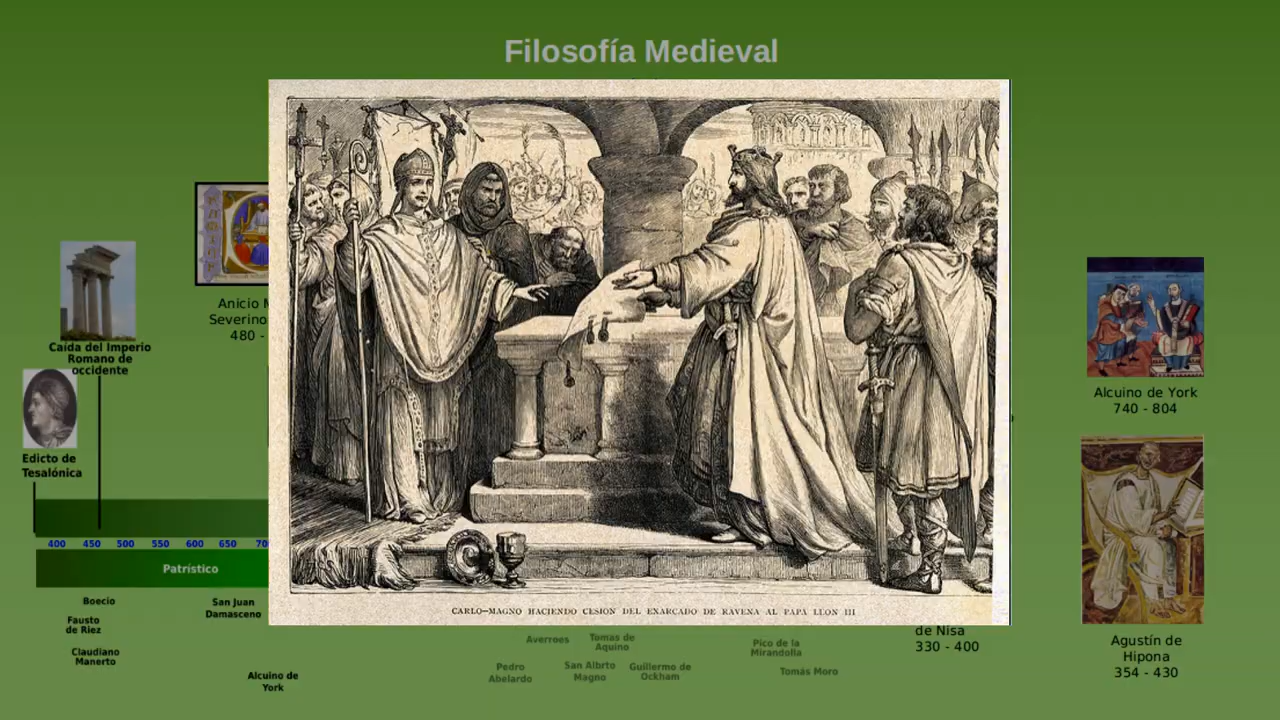 Filosofía Medieval
Anicio
Severino
480 -
Caída del Imperio
Romano de
occidente
Edicto de
Tesalónica
400 450 500 550 600 650
Patrístico
Boecio
San Juan
Damasceno
Fausto
de Riez
Claudiano
Manerto
Alcuino de
York
CARLO-MAGNO HACIENDO CESION DEL EXARCADO DE RAVENA AL PAPA LEON III
Averroes
Tomas de
Aquino
Pedro
Abelardo
San Albrto
Magno
Guillermo de
Ockham
Pico de la
Mirandolla
Tomás Moro
de Nisa
330 - 400
Alcuino de York
740 - 804
Agustín de
Hipona
354 - 430